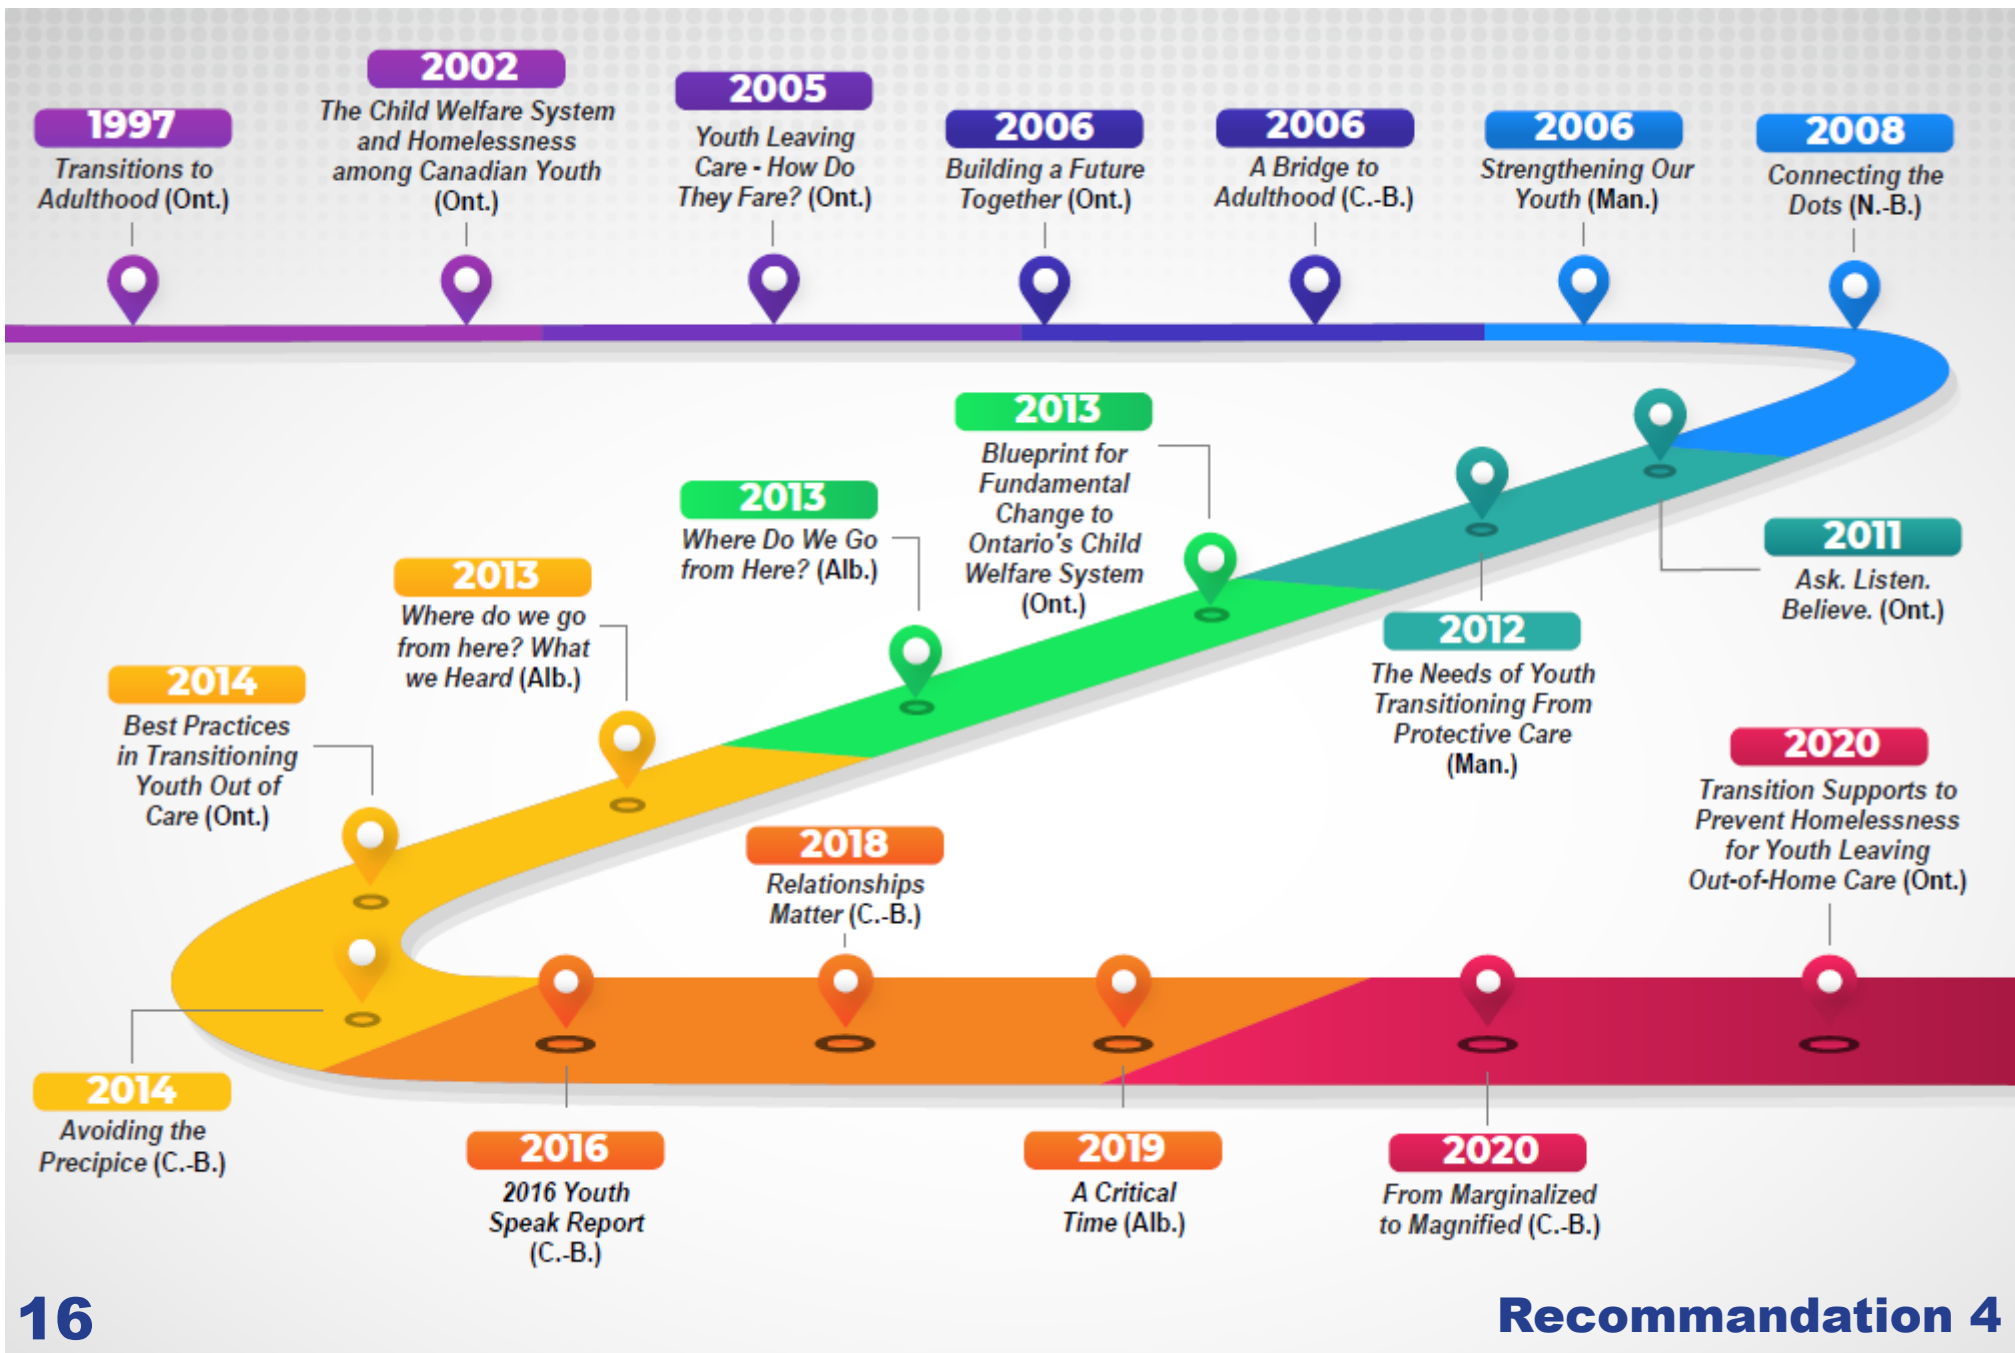 1997
Transitions to
Adulthood (Ont.)
2002
The Child Welfare System
and Homelessness
among Canadian Youth
(Ont.)
2005
Youth Leaving
Care - How Do
They Fare? (Ont.)
2006
Building a Future
Together (Ont.)
2006
A Bridge to
Adulthood (C.-B.)
2006
Strengthening Our
Youth (Man.)
2008
Connecting the
Dots (N.-B.)
2011
Ask. Listen.
Believe. (Ont.)
2012
The Needs of Youth
Transitioning From
Protective Care
(Man.)
2013
Blueprint for
Fundamental
Change to
Ontario's Child
Welfare System
(Ont.)
2013
Where Do We Go
from Here? (Alb.)
2013
Where do we go
from here? What
we Heard (Alb.)
2014
Best Practices
in Transitioning
Youth Out of
Care (Ont.)
2014
Avoiding the
Precipice (C.-B.)
2016
2016 Youth
Speak Report
(C.-B.)
2018
Relationships
Matter (C.-B.)
2019
A Critical
Time (Alb.)
2020
From Marginalized
to Magnified (C.-B.)
2020
Transition Supports to
Prevent Homelessness
for Youth Leaving
Out-of-Home Care (Ont.)
16
Recommandation 4